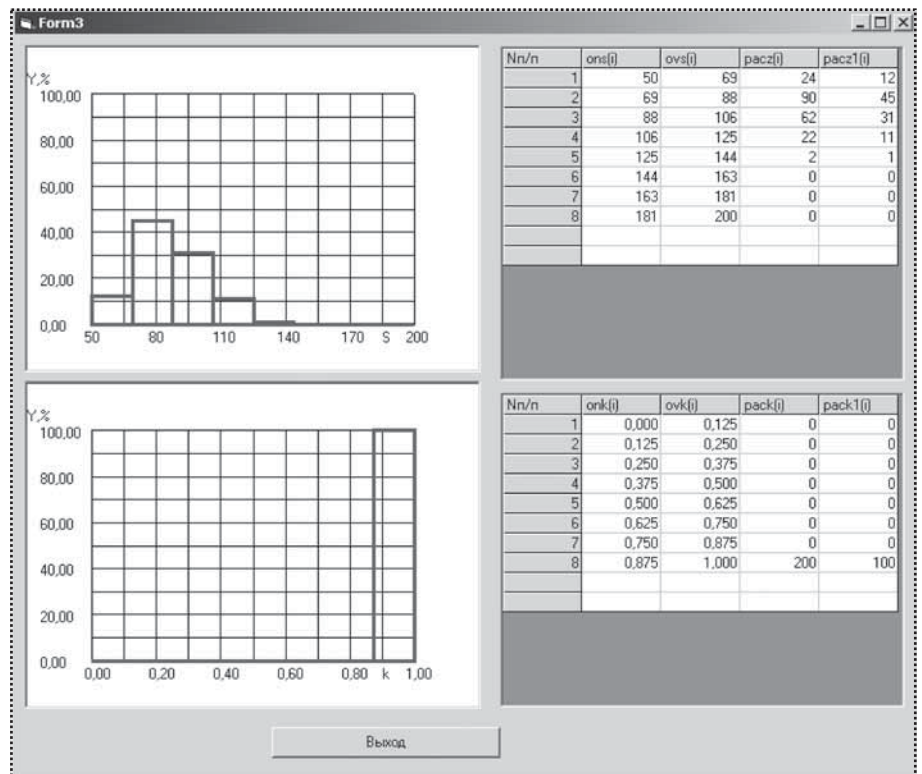 Form3
Y,%
100,00
80,00
60,00
40,00
20,00
0,00
50 80 110 140 170 S 200
Nп/п ons(i) ovs(i) pacz(i) pacz1(i)
1 50 69 24 12
2 69 88 90 45
3 88 106 62 31
4 106 125 22 11
5 125 144 2 1
6 144 163 0 0
7 163 181 0 0
8 181 200 0 0
Y,%
100,00
80,00
60,00
40,00
20,00
0,00
0,00 0,20 0,40 0,60 0,80 k 1,00
Nп/п onk(i) ovk(i) pack(i) pack1(i)
1 0,000 0,125 0 0
2 0,125 0,250 0 0
3 0,250 0,375 0 0
4 0,375 0,500 0 0
5 0,500 0,625 0 0
6 0,625 0,750 0 0
7 0,750 0,875 0 0
8 0,875 1,000 200 100
Выход